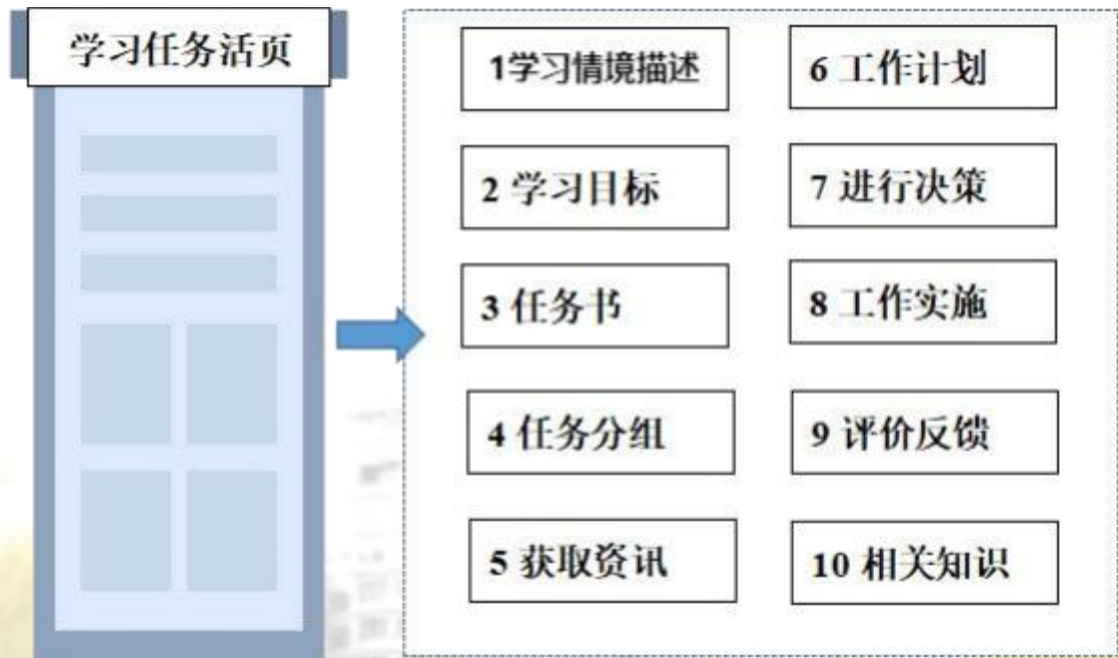 学习任务活页
1学习情境描述
2 学习目标
3 任务书
4 任务分组
5 获取资讯
6 工作计划
7 进行决策
8 工作实施
9 评价反馈
10 相关知识